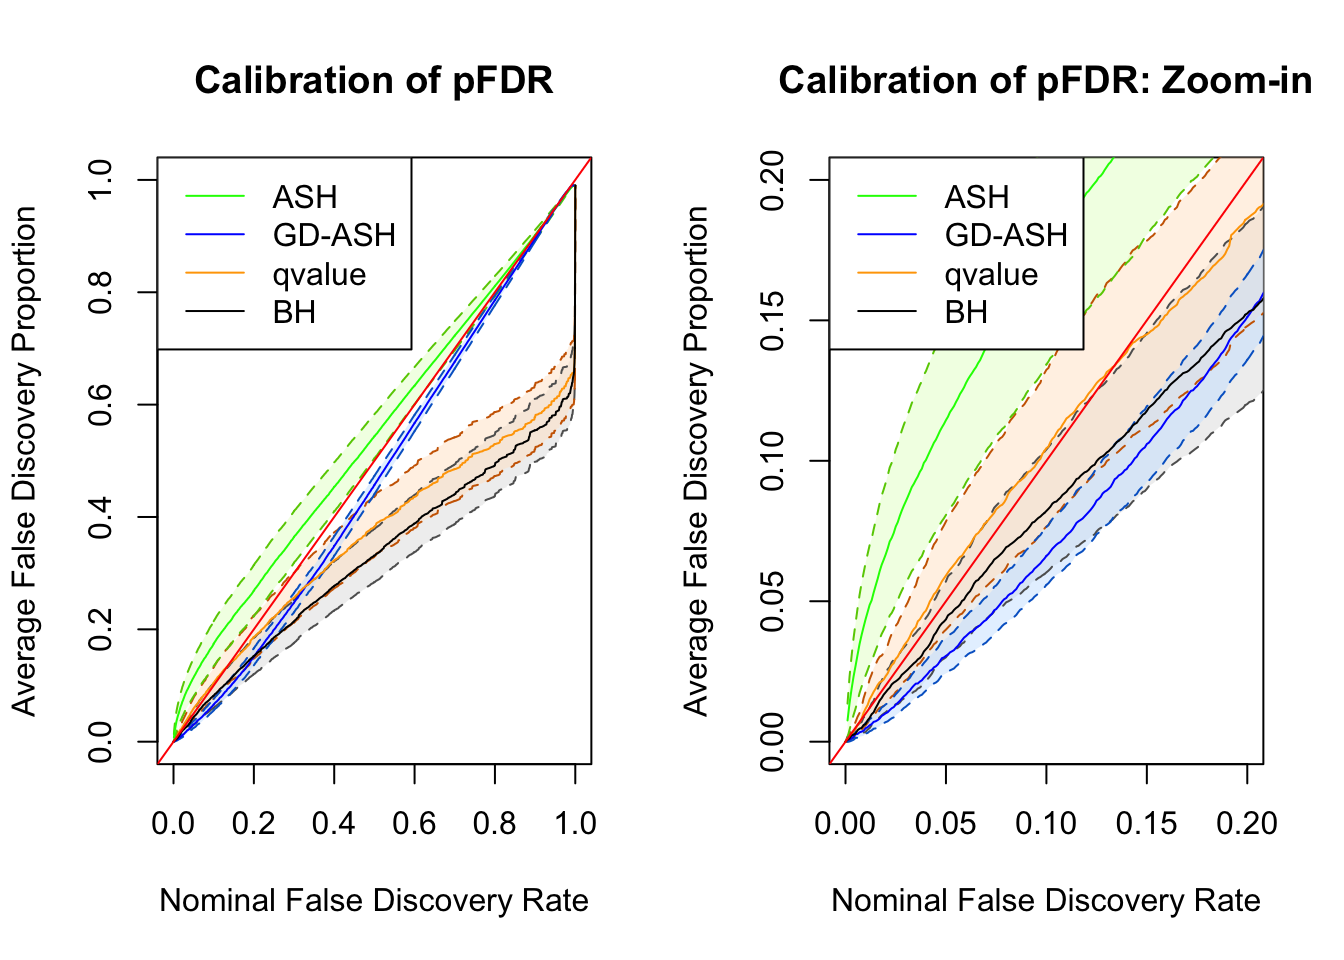 Calibration of pFDR
Average False Discovery Proportion
1.0
0.8
0.6
0.4
0.2
0.0
ASH
GD-ASH
qvalue
BH
0.0 0.2 0.4 0.6 0.8 1.0
Nominal False Discovery Rate
Calibration of pFDR: Zoom-in
Average False Discovery Proportion
0.20
0.15
0.10
0.05
0.00
ASH
GD-ASH
qvalue
BH
0.00 0.05 0.10 0.15 0.20
Nominal False Discovery Rate